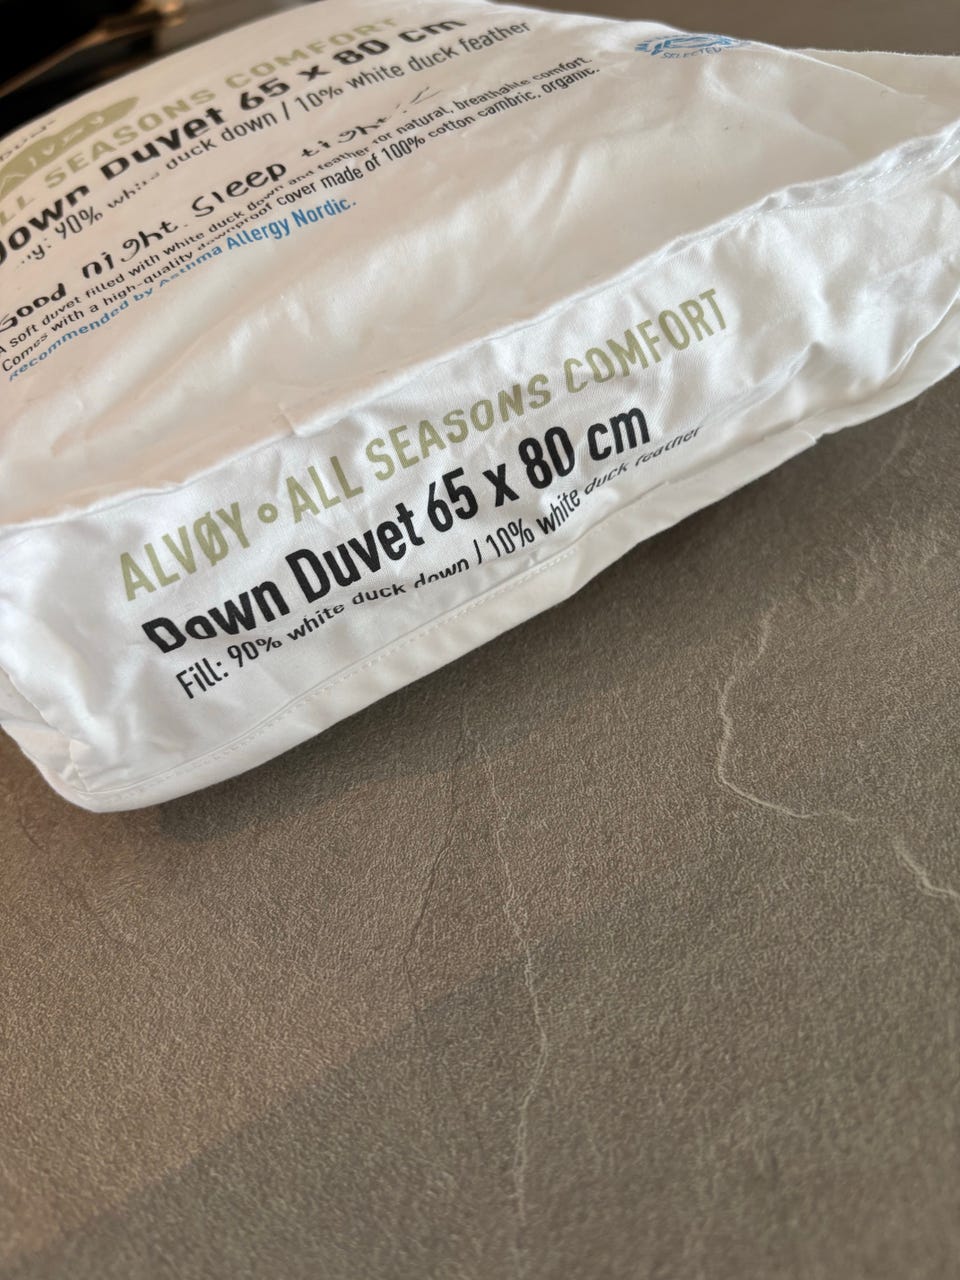 ALL SEASONS COMFORT
Down Duvet 65 x 80 cm
90% white duck down / 10% white duck feather
Good night. Sleep tight
A soft duvet filled with white duck down and feather for natural, breathable comfort.
Comes with a high-quality downproof cover made of 100% cotton cambric, organic.
Recommended by Asthma Allergy Nordic.
SELECTED
ALVØY ∘ ALL SEASONS COMFORT
Down Duvet 65 x 80 cm
Fill: 90% white duck down / 10% white duck feather